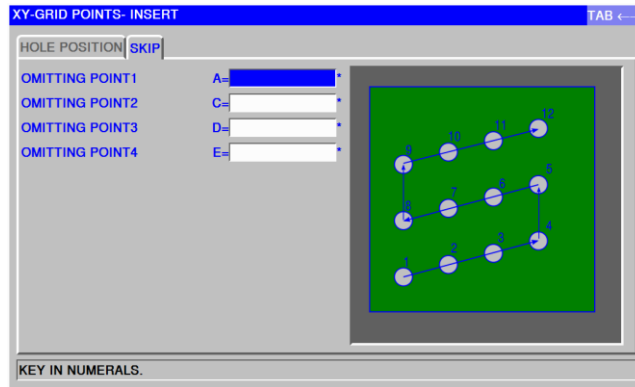 XY-GRID POINTS- INSERT TAB ←
HOLE POSITION SKIP
OMITTING POINT1 A= *
OMITTING POINT2 C= *
OMITTING POINT3 D= *
OMITTING POINT4 E= *
12
11
10
9
5
6
7
8
4
3
2
1
KEY IN NUMERALS.